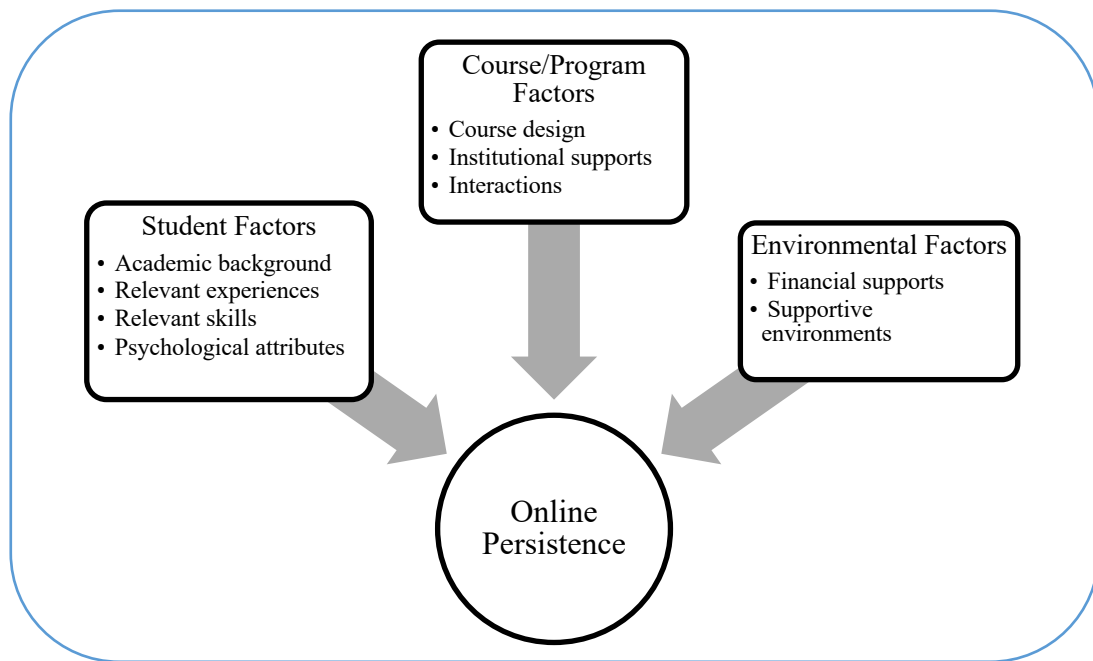 Course/Program
Factors
• Course design
• Institutional supports
• Interactions
Student Factors
• Academic background
• Relevant experiences
• Relevant skills
• Psychological attributes
Environmental Factors
• Financial supports
• Supportive
environments
Online
Persistence